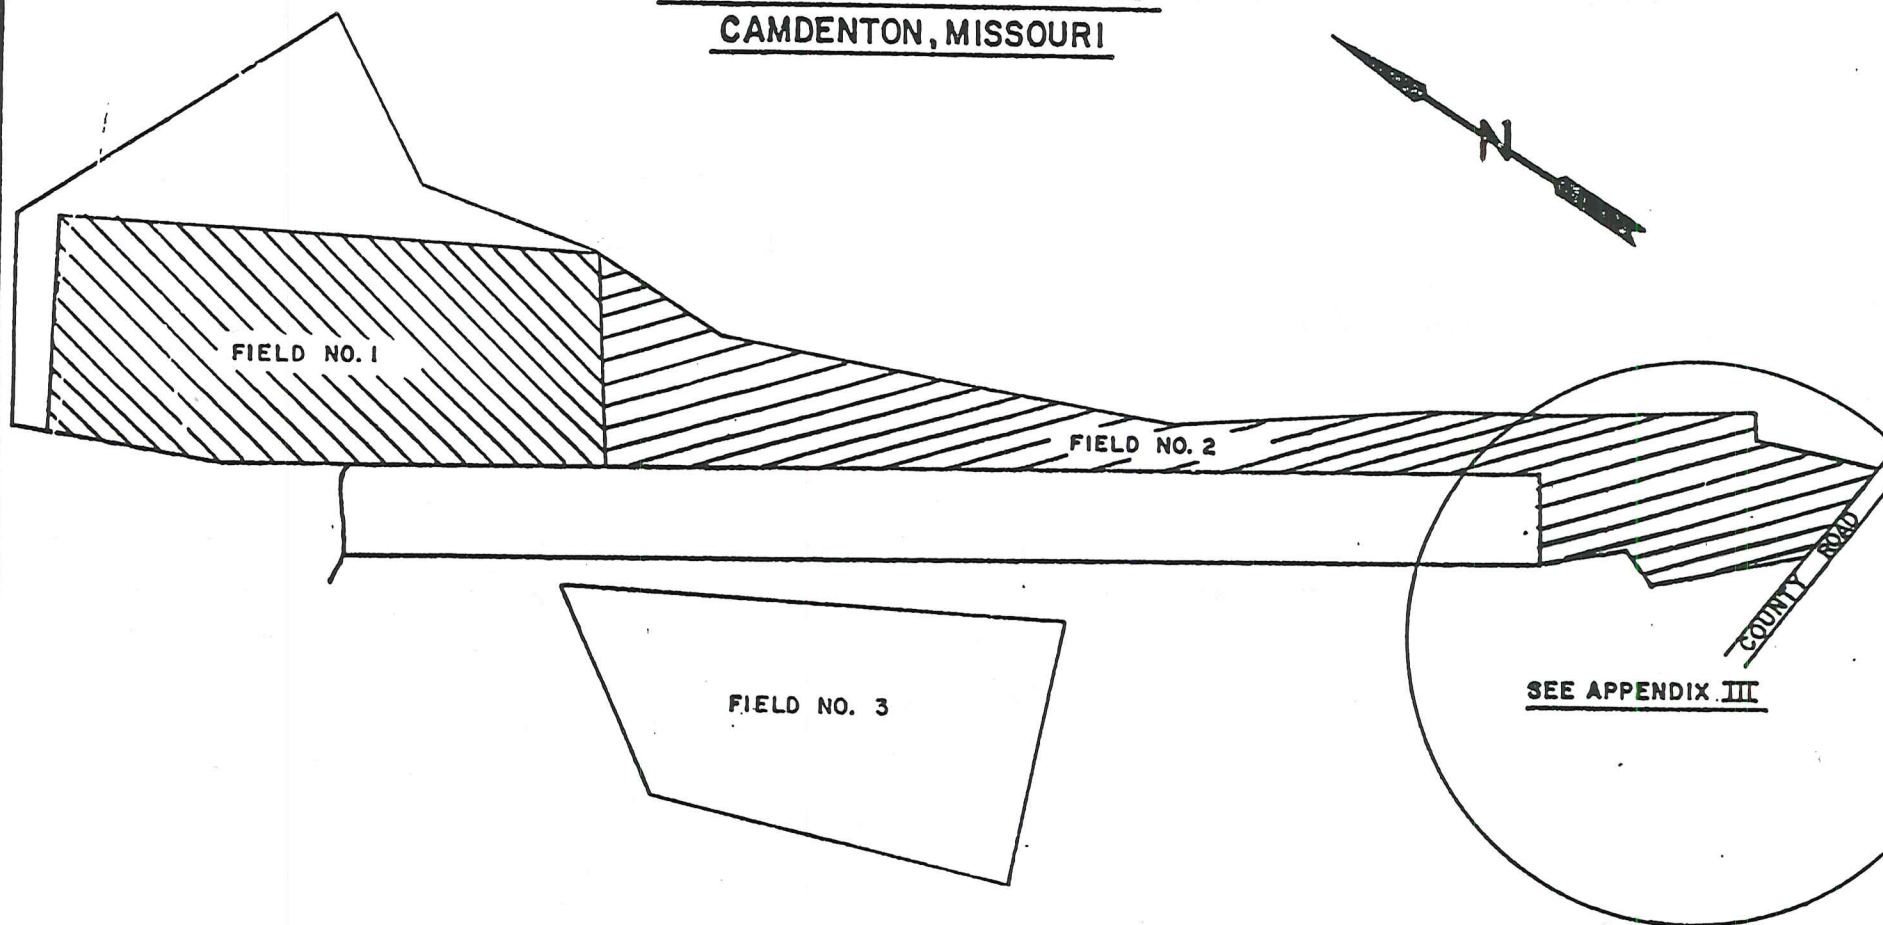 CAMDENTON, MISSOURI
N
FIELD NO. 1
FIELD NO. 2
COUNTY ROAD
FIELD NO. 3
SEE APPENDIX III